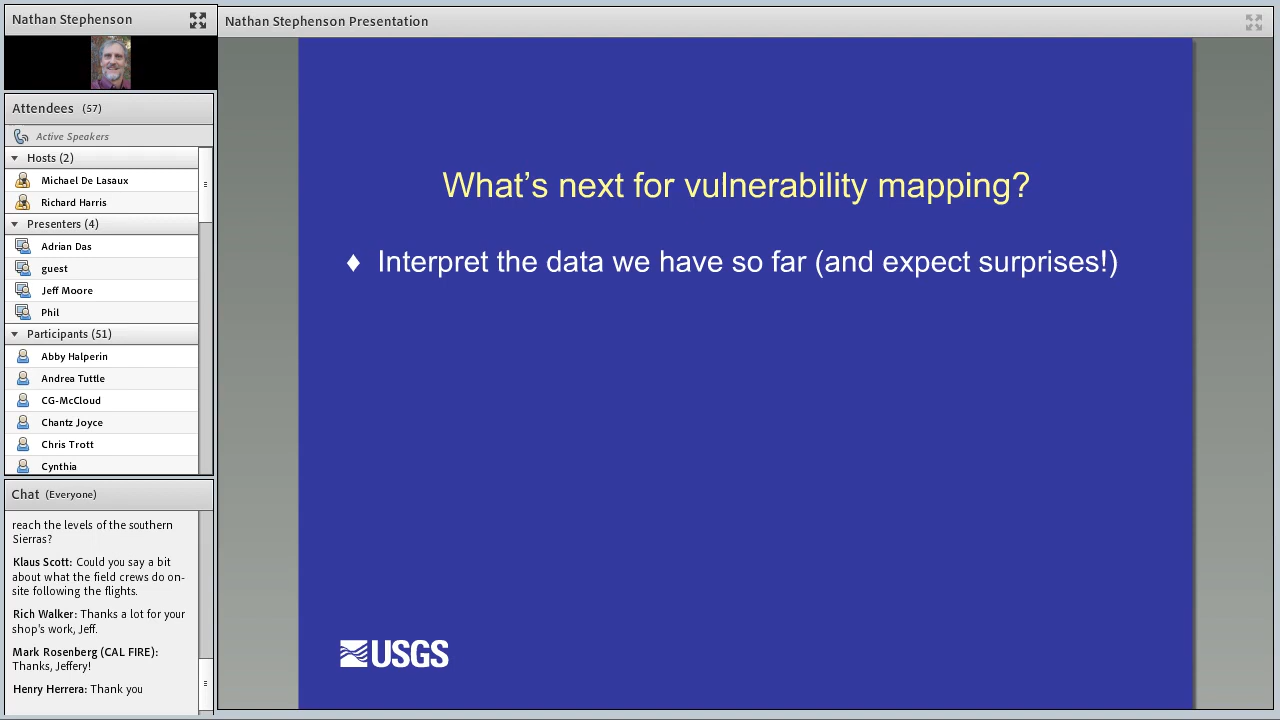 Nathan Stephenson
Attendees (57)
Active Speakers
Hosts (2)
Michael De Lasaux
Richard Harris
Presenters (4)
Adrian Das
guest
Jeff Moore
Phil
Participants (51)
Abby Halperin
Andrea Tuttle
CG-McCloud
Chantz Joyce
Chris Trott
Cynthia
Chat (Everyone)
reach the levels of the southern
Sierras?
Klaus Scott: Could you say a bit
about what the field crews do on-
site following the flights.
Rich Walker: Thanks a lot for your
shop's work, Jeff.
Mark Rosenberg (CAL FIRE):
Thanks, Jeffery!
Henry Herrera: Thank you
Nathan Stephenson Presentation
What’s next for vulnerability mapping?
♦ Interpret the data we have so far (and expect surprises!)
USGS